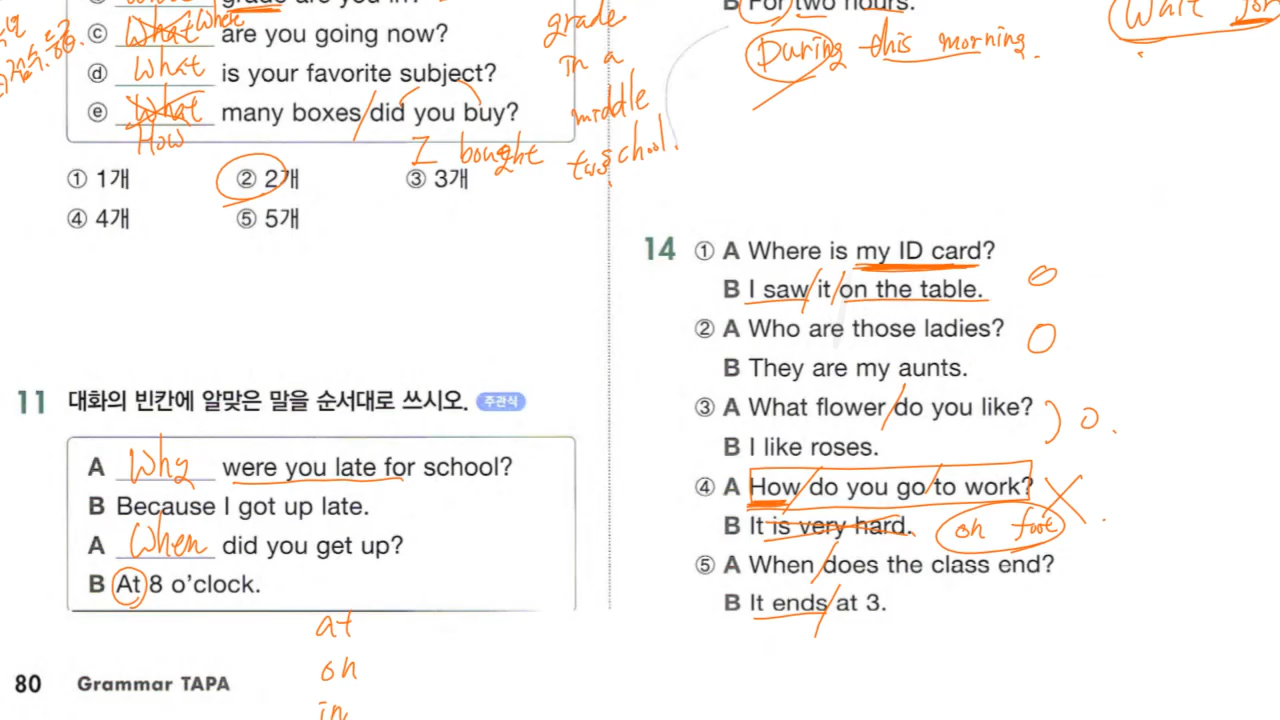 grade are you in?
ⓒ What Where are you going now?
ⓓ What is your favorite subject?
ⓔ What How many boxes did you buy?
I bought
grade
in a
middle
school.
① 1개 ② 2개 ③ 3개
④ 4개 ⑤ 5개
11 대화의 빈칸에 알맞은 말을 순서대로 쓰시오. 주관식
A Why were you late for school?
B Because I got up late.
A When did you get up?
B At 8 o'clock.
at
on
in
80 Grammar TAPA
B For two hours.
During this morning.
Wait for
14 ① A Where is my ID card?
B I saw it on the table.
② A Who are those ladies?
B They are my aunts.
③ A What flower do you like?
B I like roses.
④ A How do you go to work?
B It is very hard. on foot
⑤ A When does the class end?
B It ends at 3.